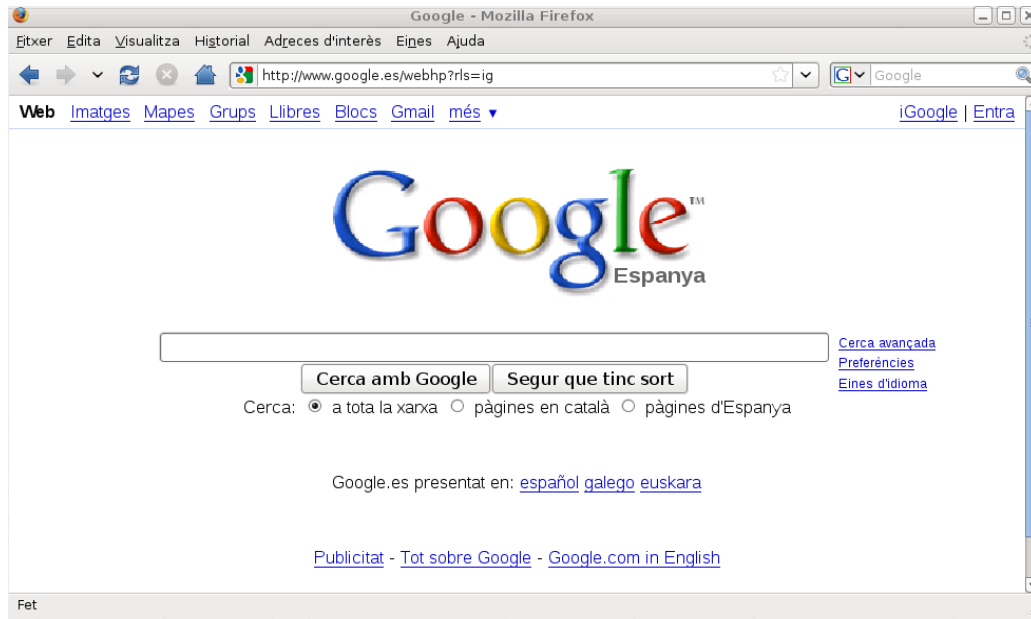 Google - Mozilla Firefox
Fitxer Edita Visualitza Historial Adreces d'interès Eines Ajuda
http://www.google.es/webhp?rls=ig G Google
Web Imatges Mapes Grups Llibres Blocs Gmail més ▼ iGoogle | Entra
Google™
Espanya
Cerca avançada
Preferències
Eines d'idioma
Cerca amb Google Segur que tinc sort
Cerca: a tota la xarxa pàgines en català pàgines d'Espanya
Google.es presentat en: español galego euskara
Publicitat - Tot sobre Google - Google.com in English
Fet